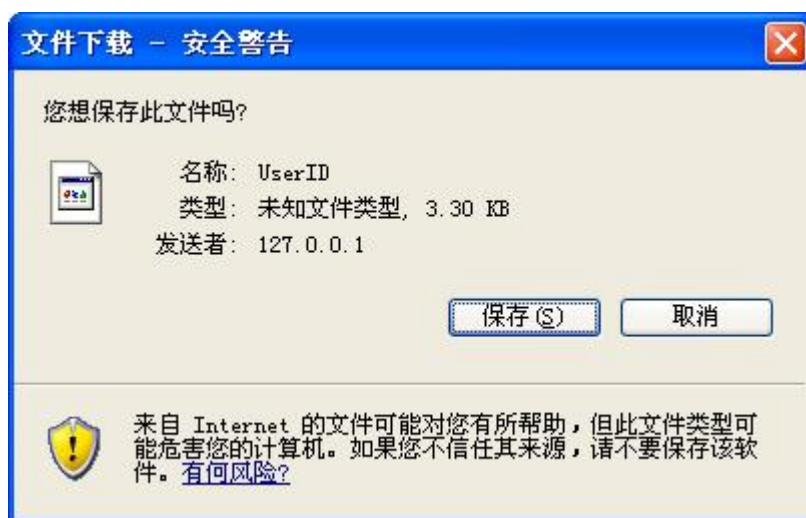 文件下载 - 安全警告
您想保存此文件吗?
名称: UserID
类型: 未知文件类型, 3.30 KB
发送者: 127.0.0.1
保存(S) 取消
来自 Internet 的文件可能对您有所帮助,但此文件类型可
能危害您的计算机。如果您不信任其来源,请不要保存该软
件。有何风险?